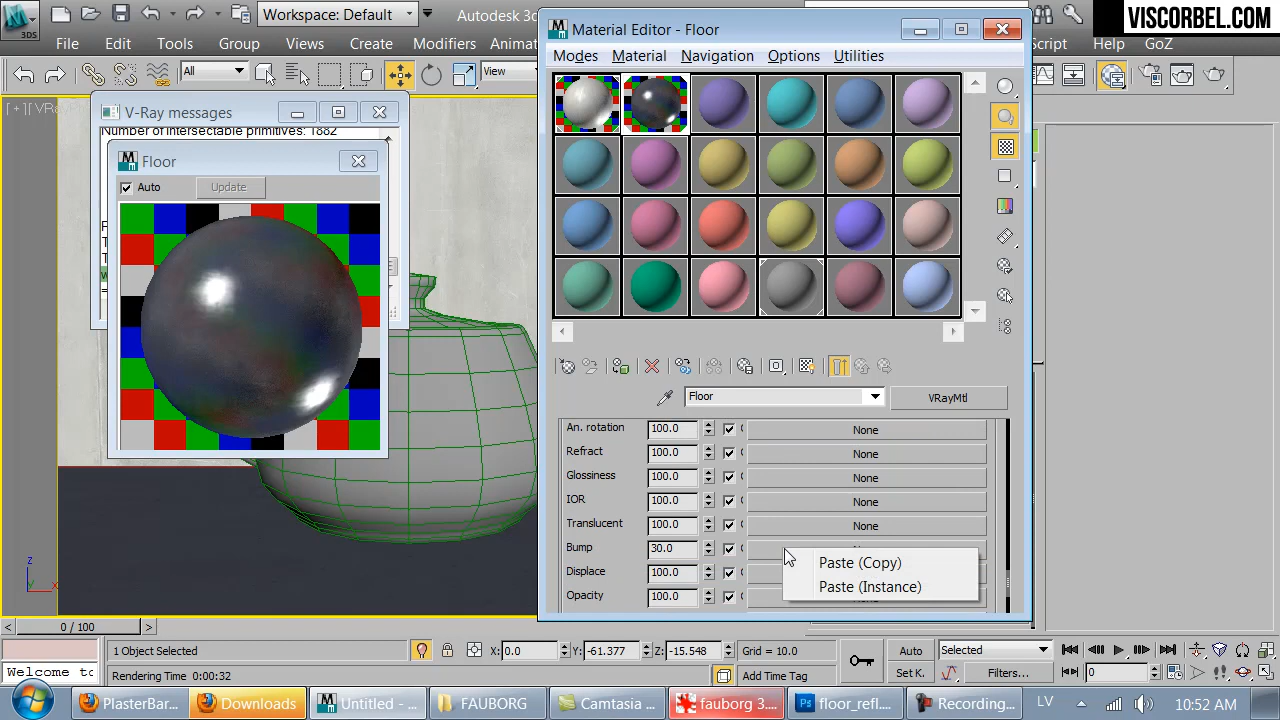 Workspace: Default
Autodesk 3d
VISCORBEL.COM
File Edit Tools Group Views Create Modifiers Animat
Script Help GoZ
All
View
[ + ] [ VR
V-Ray messages
Number of intersectable primitives: 1882
Floor
Auto
Update
Material Editor - Floor
Modes Material Navigation Options Utilities
Floor
VRayMtl
An. rotation 100.0 None
Refract 100.0 None
Glossiness 100.0 None
IOR 100.0 None
Translucent 100.0 None
Bump 30.0
Displace 100.0
Opacity 100.0
Paste (Copy)
Paste (Instance)
z
x
< 0 / 100 >
1 Object Selected
X: 0.0 Y: -61.377 Z: -15.548 Grid = 10.0
Auto Selected
Welcome to
Rendering Time 0:00:32
Add Time Tag
Set K. Filters... 0
PlasterBar...
Downloads
Untitled - ...
FAUBORG
Camtasia ...
fauborg 3....
floor_refl....
Recording...
LV
10:52 AM